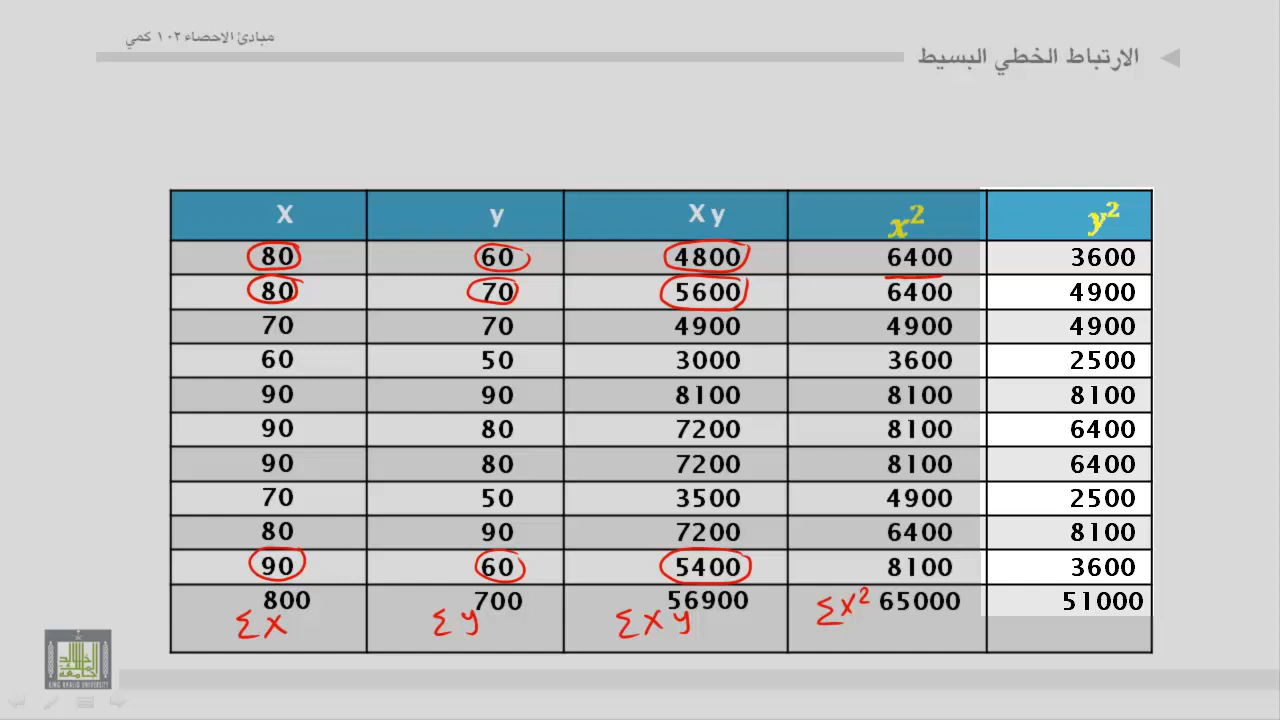 مبادئ الاحصاء ١٠٢ كمي
الارتباط الخطي البسيط
X y X y x² y²
80 60 4800 6400 3600
80 70 5600 6400 4900
70 70 4900 4900 4900
60 50 3000 3600 2500
90 90 8100 8100 8100
90 80 7200 8100 6400
90 80 7200 8100 6400
70 50 3500 4900 2500
80 90 7200 6400 8100
90 60 5400 8100 3600
800 700 56900 Σx² 65000 51000
Σx Σy Σxy
KING KHALID UNIVERSITY